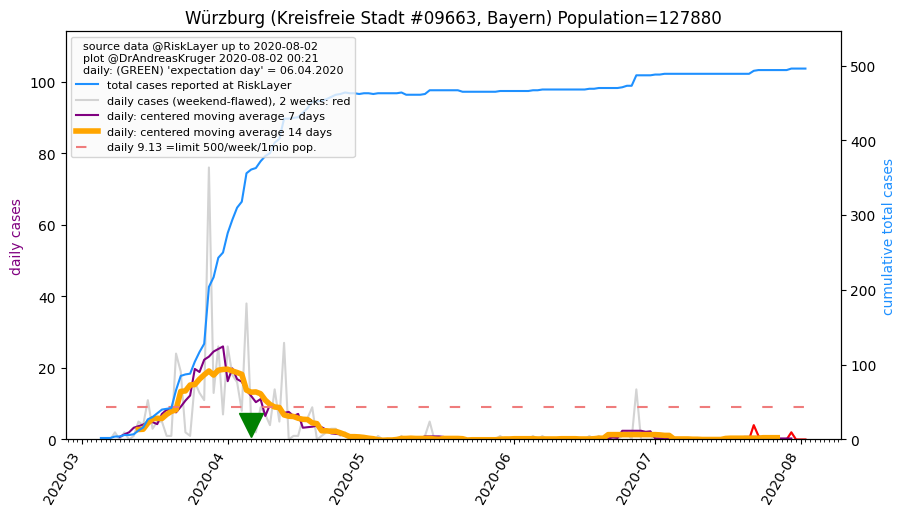 Würzburg (Kreisfreie Stadt #09663, Bayern) Population=127880
source data @RiskLayer up to 2020-08-02
plot @DrAndreasKruger 2020-08-02 00:21
daily: (GREEN) 'expectation day' = 06.04.2020
total cases reported at RiskLayer
daily cases (weekend-flawed), 2 weeks: red
daily: centered moving average 7 days
daily: centered moving average 14 days
daily 9.13 =limit 500/week/1mio pop.
daily cases
100
80
60
40
20
0
cumulative total cases
500
400
300
200
100
0
2020-03
2020-04
2020-05
2020-06
2020-07
2020-08